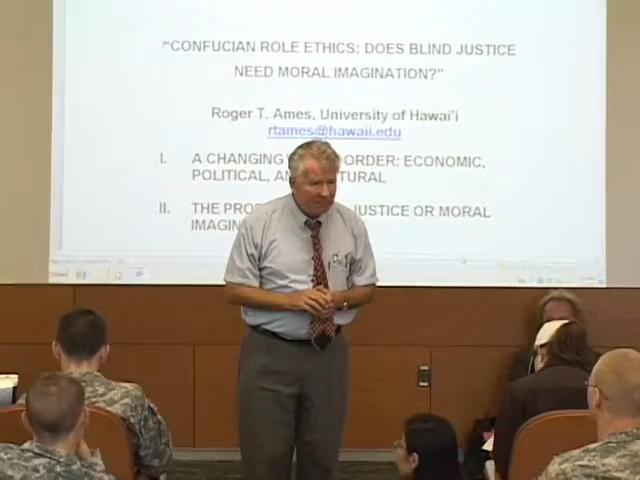 "CONFUCIAN ROLE ETHICS: DOES BLIND JUSTICE
NEED MORAL IMAGINATION?"
Roger T. Ames, University of Hawai'i
rtames@hawaii.edu
I. A CHANGING ORDER: ECONOMIC,
POLITICAL, TURAL
II. THE JUSTICE OR MORAL